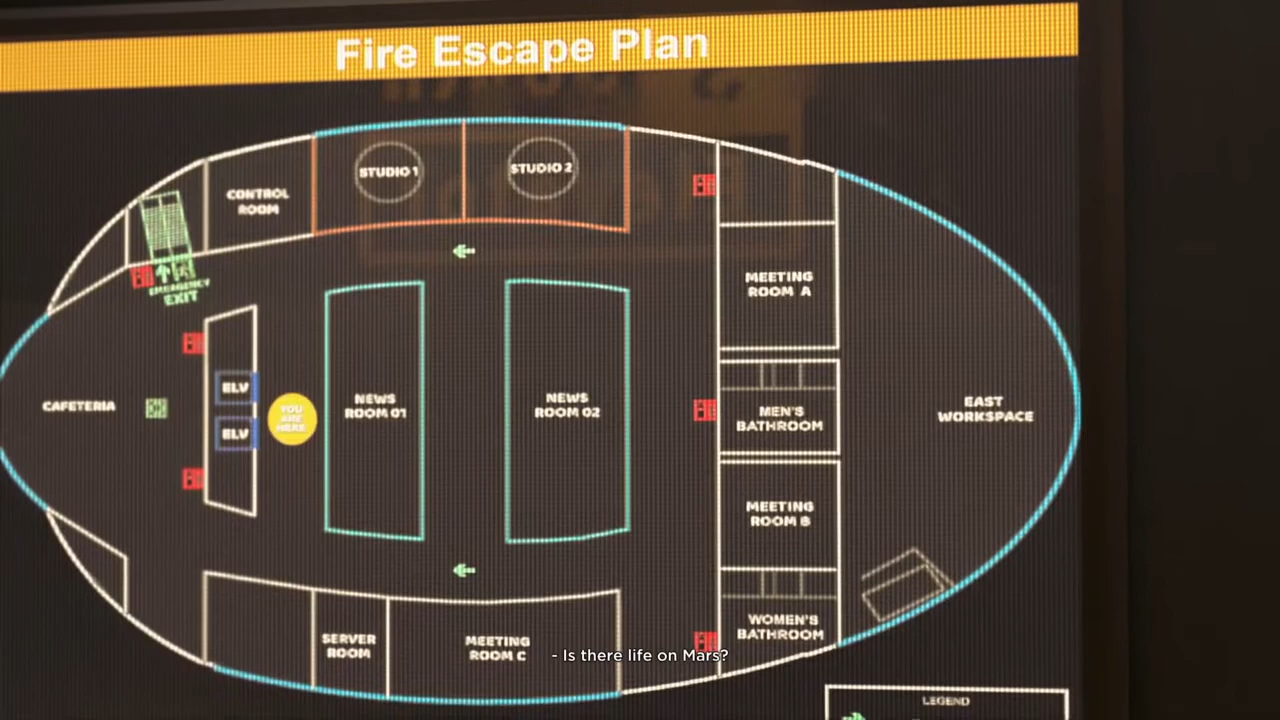 Fire Escape Plan
STUDIO 1
STUDIO 2
CONTROL
ROOM
EMERGENCY
EXIT
MEETING
ROOM A
CAFETERIA
ELV
ELV
YOU
ARE
HERE
NEWS
ROOM 01
NEWS
ROOM 02
MEN'S
BATHROOM
EAST
WORKSPACE
MEETING
ROOM B
SERVER
ROOM
MEETING
ROOM C
WOMEN'S
BATHROOM
- Is there life on Mars?
LEGEND